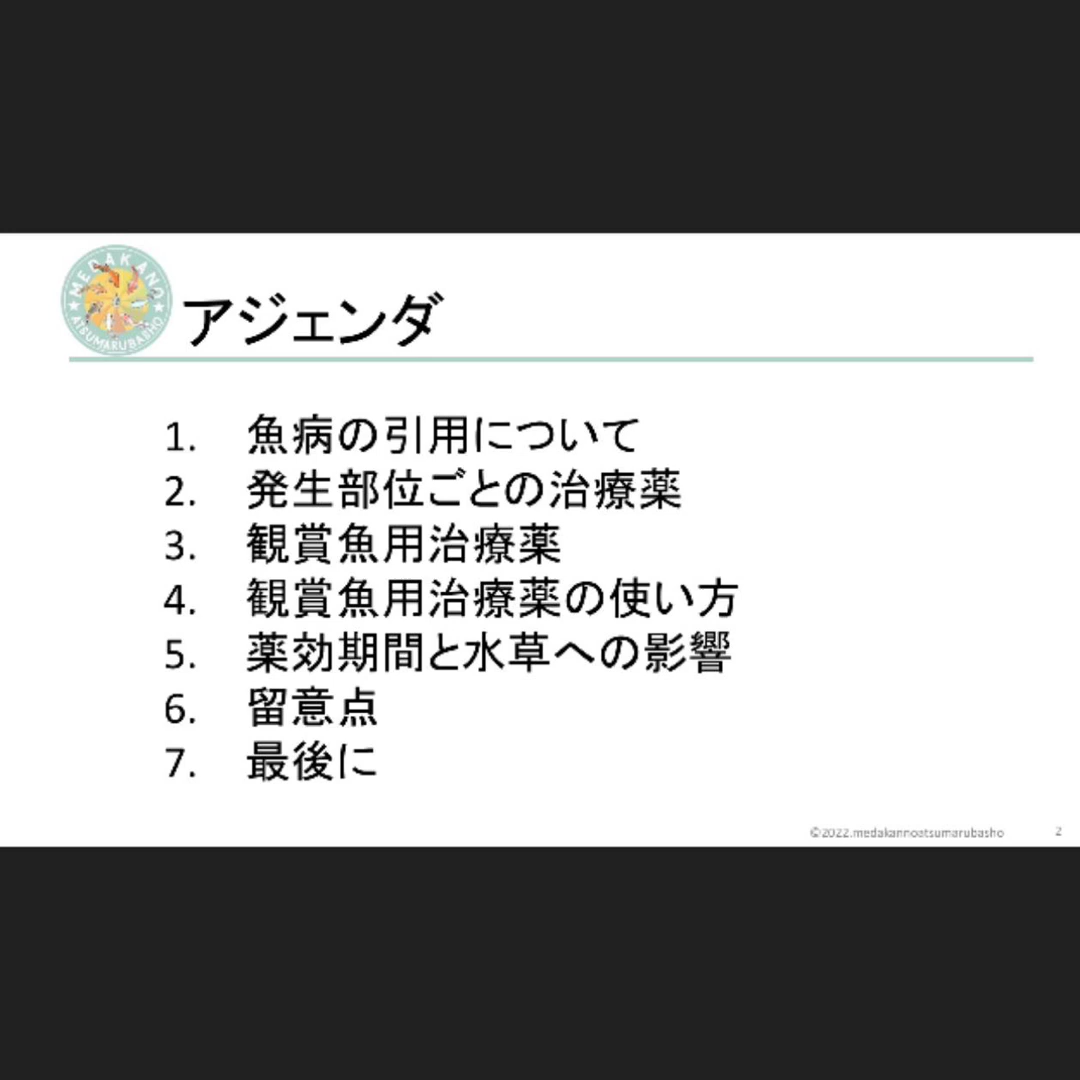 MEDAKANO
ATSUMARUBASHO
アジェンダ
1. 魚病の引用について
2. 発生部位ごとの治療薬
3. 観賞魚用治療薬
4. 観賞魚用治療薬の使い方
5. 薬効期間と水草への影響
6. 留意点
7. 最後に
©2022.medakannoatsumarubasho
2